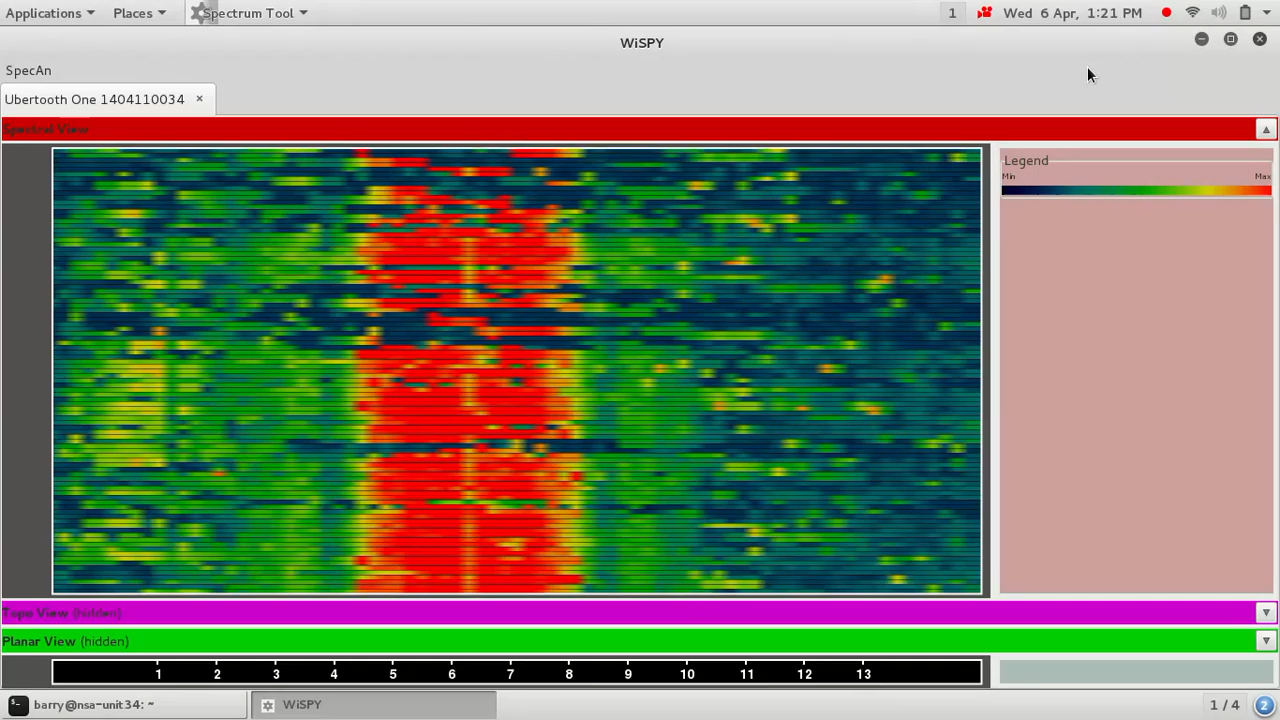 Applications Places Spectrum Tool 1 Wed 6 Apr, 1:21 PM
WiSPY
SpecAn
Ubertooth One 1404110034 ×
Spectral View
Legend
Min Max
Topo View (hidden)
Planar View (hidden)
1 2 3 4 5 6 7 8 9 10 11 12 13
barry@nsa-unit34: ~ WiSPY 1 / 4 2